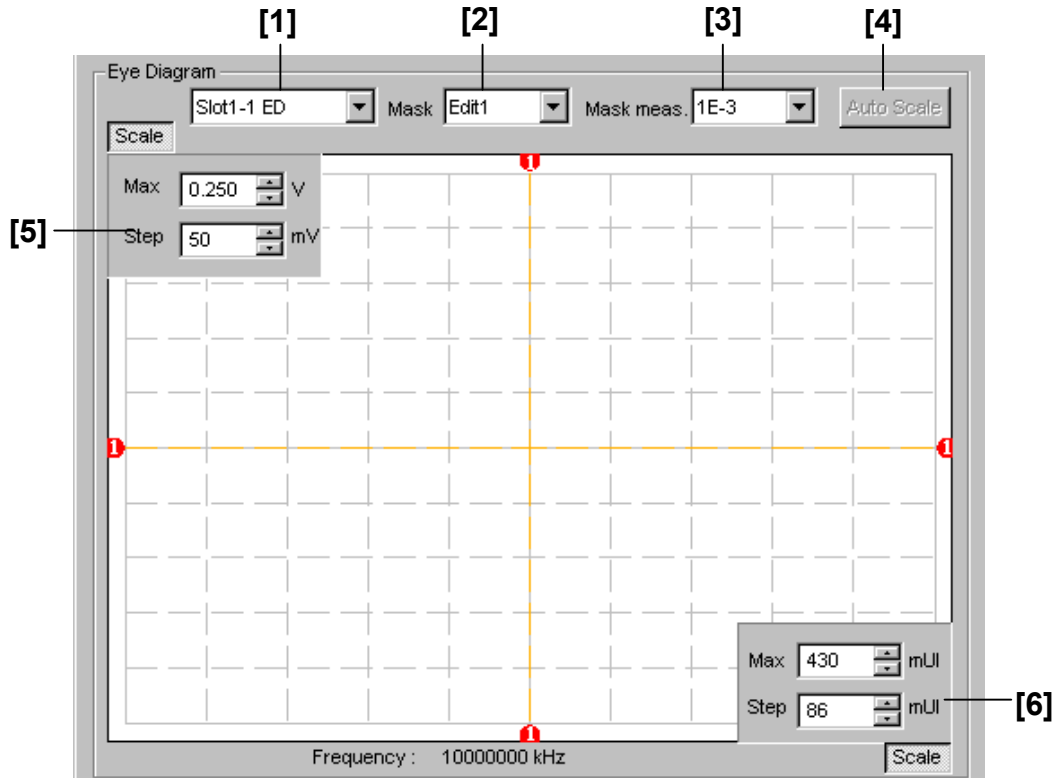 [1] [2] [3] [4]
Eye Diagram
Slot1-1 ED Mask Edit1 Mask meas. 1E-3 Auto Scale
Scale
1
Max 0.250 V
[5] Step 50 mV
1 1
Max 430 mUI
Step 86 mUI [6]
1
Frequency : 10000000 kHz Scale